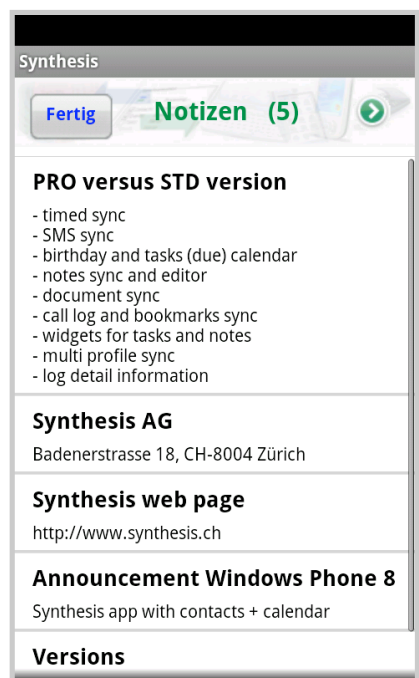 Synthesis
Fertig
Notizen (5)
PRO versus STD version
- timed sync
- SMS sync
- birthday and tasks (due) calendar
- notes sync and editor
- document sync
- call log and bookmarks sync
- widgets for tasks and notes
- multi profile sync
- log detail information
Synthesis AG
Badenerstrasse 18, CH-8004 Zürich
Synthesis web page
http://www.synthesis.ch
Announcement Windows Phone 8
Synthesis app with contacts + calendar
Versions